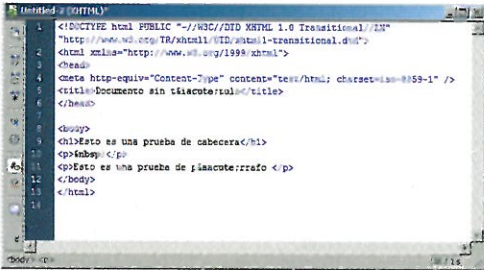 Untitled-2 (XHTML)*
1 <!DOCTYPE html PUBLIC "-//W3C//DTD XHTML 1.0 Transitional//EN"
"http://www.w3.org/TR/xhtml1/DTD/xhtml1-transitional.dtd">
2 <html xmlns="http://www.w3.org/1999/xhtml">
3 <head>
4 <meta http-equiv="Content-Type" content="text/html; charset=iso-8859-1" />
5 <title>Documento sin t&iacute;tulo</title>
6 </head>
7
8 <body>
9 <h1>Esto es una prueba de cabecera</h1>
10 <p>&nbsp;</p>
11 <p>Esto es una prueba de p&aacute;rrafo </p>
12 </body>
13 </html>
14
<body> <p>